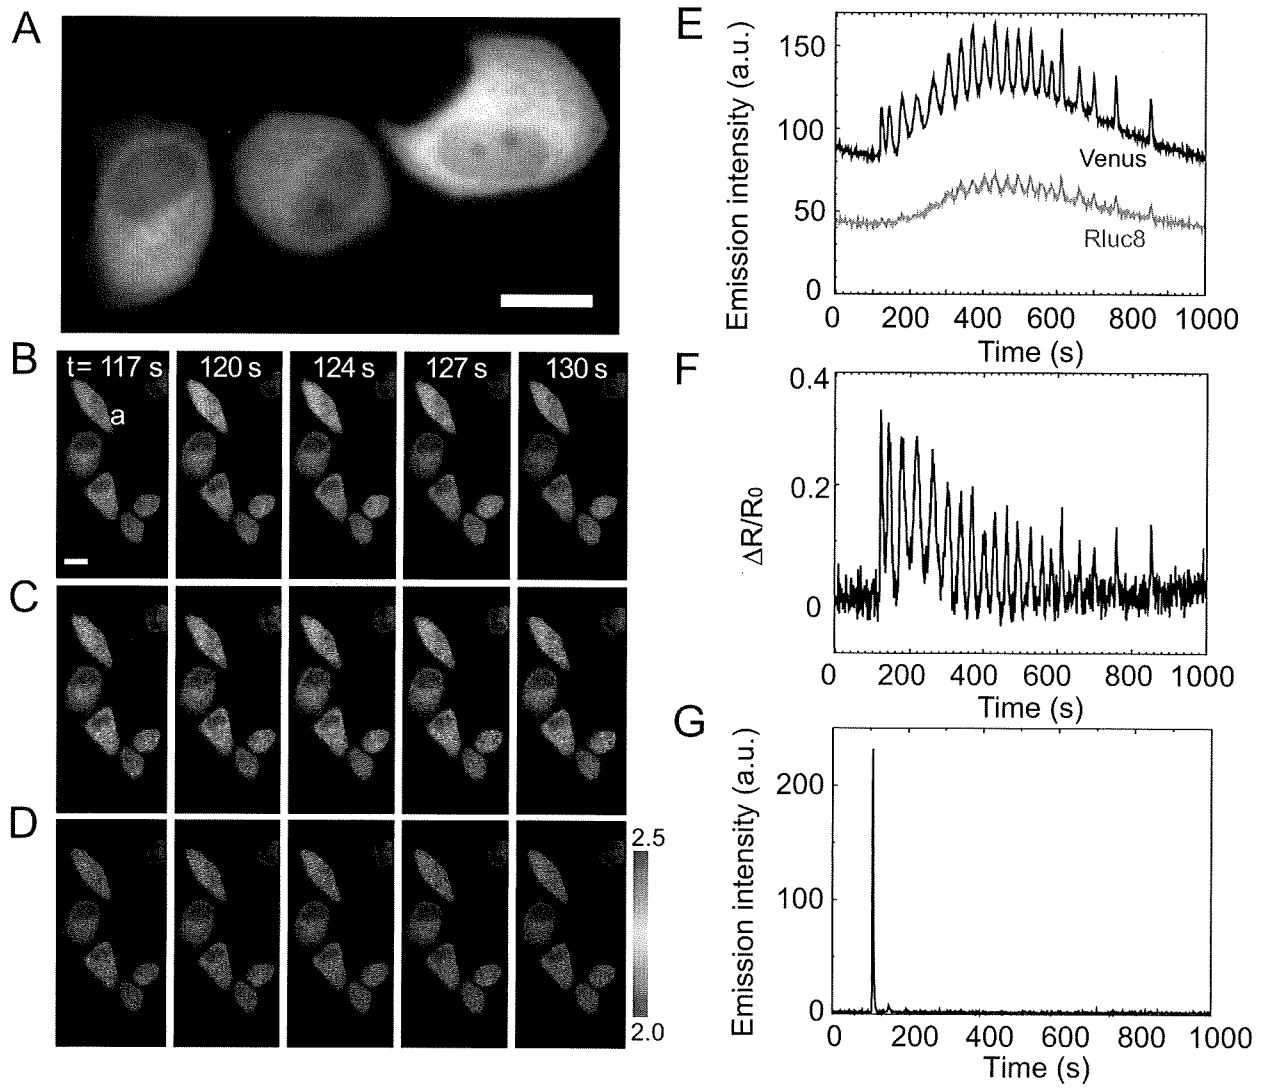 A
B
t= 117 s
120 s
124 s
127 s
130 s
a
C
D
2.5
2.0
E
Emission intensity (a.u.)
150
100
50
0
Venus
Rluc8
0 200 400 600 800 1000
Time (s)
F
ΔR/R0
0.4
0.2
0
0 200 400 600 800 1000
Time (s)
G
Emission intensity (a.u.)
200
100
0
0 200 400 600 800 1000
Time (s)